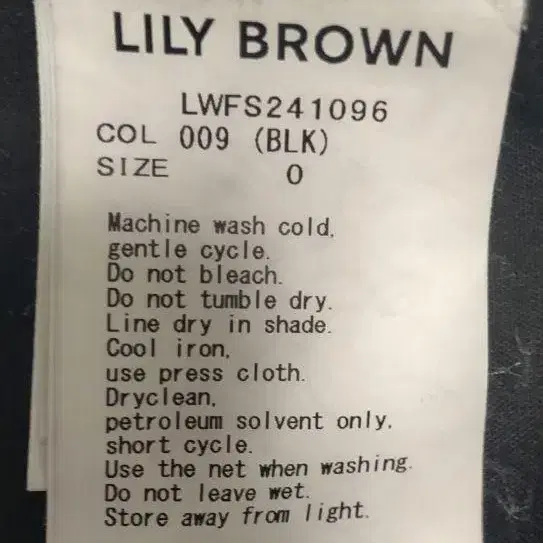 LILY BROWN
LWFS241096
COL 009 (BLK)
SIZE 0
Machine wash cold,
gentle cycle.
Do not bleach.
Do not tumble dry.
Line dry in shade.
Cool iron,
use press cloth.
Dryclean,
petroleum solvent only.
short cycle.
Use the net when washing.
Do not leave wet.
Store away from light.